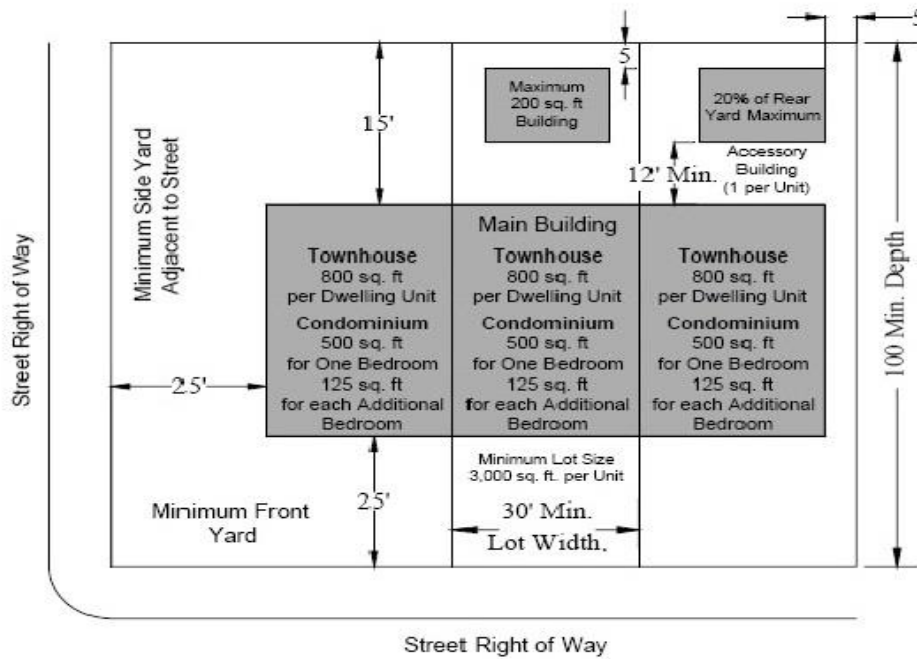 5
5
Maximum
200 sq. ft
Building
20% of Rear
Yard Maximum
15'
12' Min.
Accessory
Building
(1 per Unit)
Minimum Side Yard
Adjacent to Street
Street Right of Way
Main Building
Townhouse
800 sq. ft
per Dwelling Unit
Condominium
500 sq. ft
for One Bedroom
125 sq. ft
for each Additional
Bedroom
Townhouse
800 sq. ft
per Dwelling Unit
Condominium
500 sq. ft
for One Bedroom
125 sq. ft
for each Additional
Bedroom
Townhouse
800 sq. ft
per Dwelling Unit
Condominium
500 sq. ft
for One Bedroom
125 sq. ft
for each Additional
Bedroom
100 Min. Depth
25'
Minimum Lot Size
3,000 sq. ft. per Unit
25'
Minimum Front
Yard
30' Min.
Lot Width.
Street Right of Way